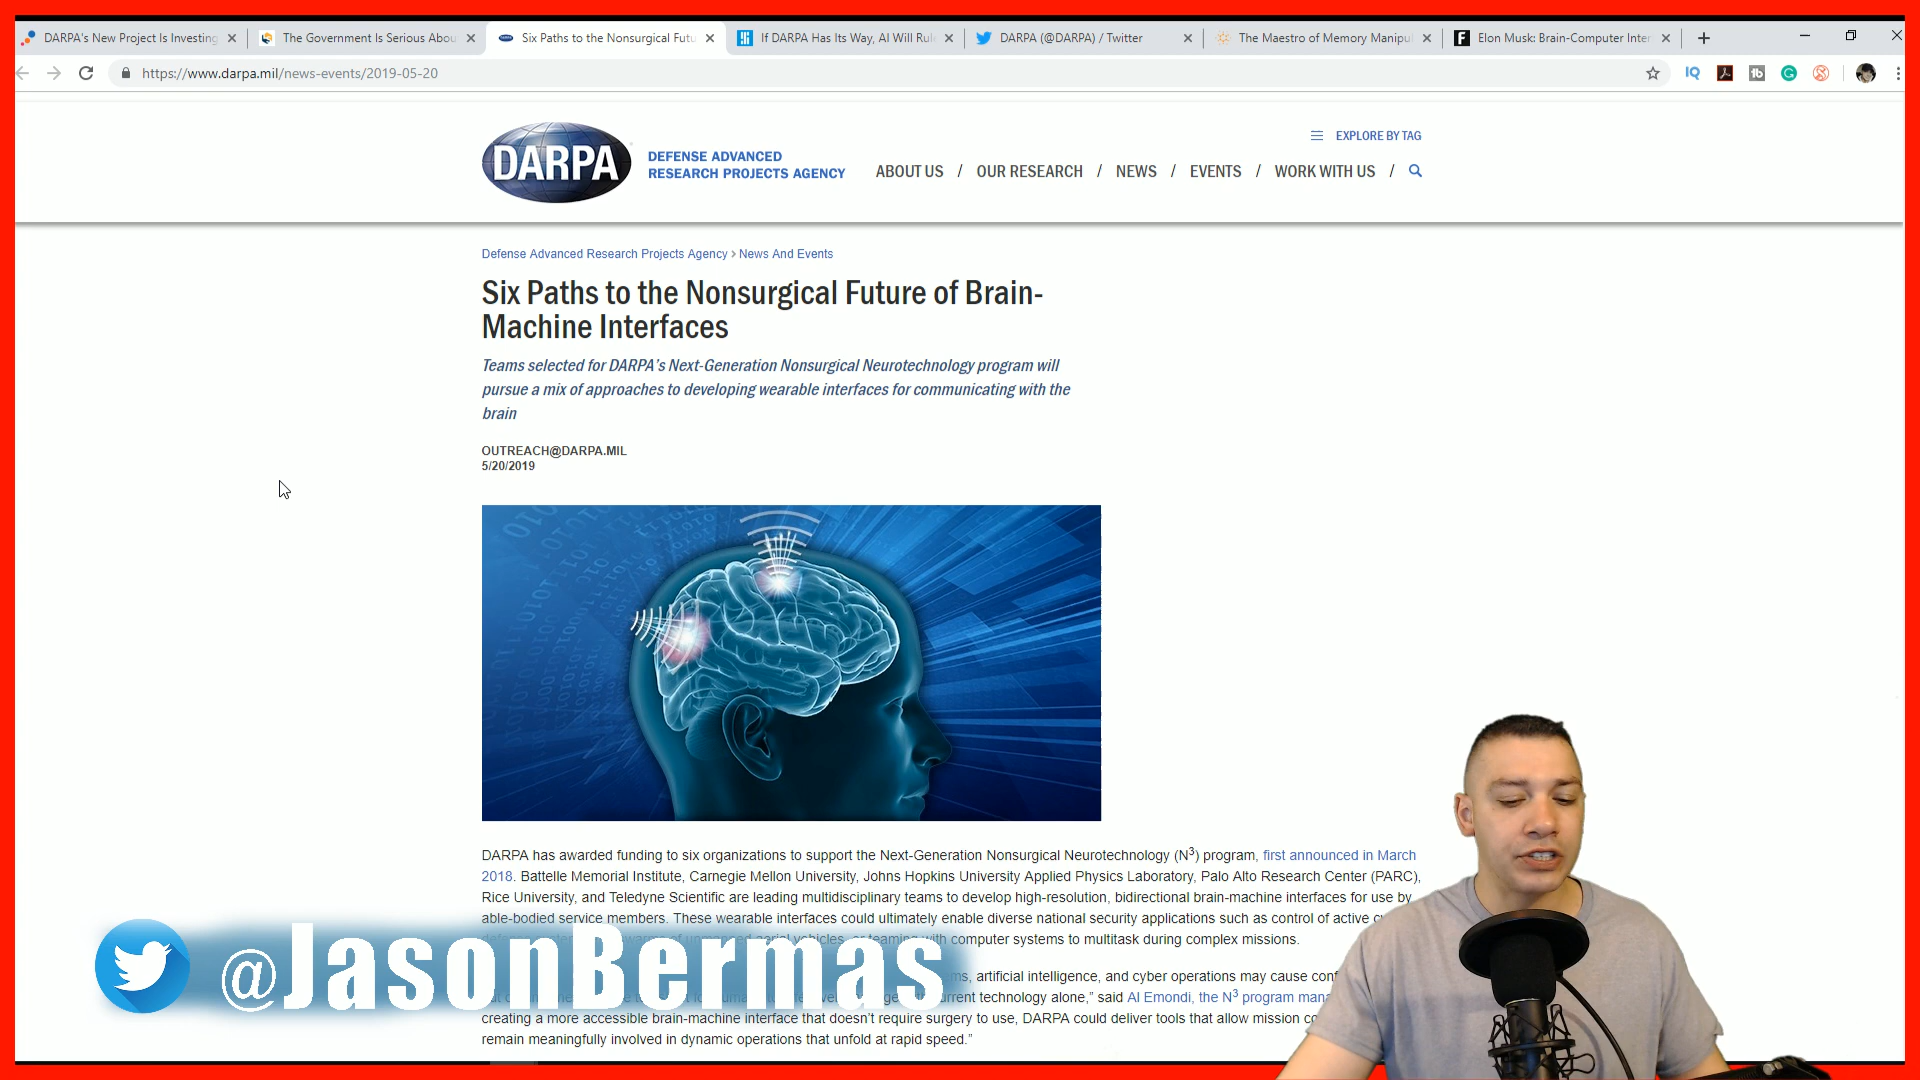 DARPA's New Project Is Investing
The Government Is Serious Abou
Six Paths to the Nonsurgical Futu
If DARPA Has Its Way, AI Will Rul
DARPA (@DARPA) / Twitter
The Maestro of Memory Manipul
Elon Musk: Brain-Computer Inter
https://www.darpa.mil/news-events/2019-05-20
IQ
tb
DARPA
DEFENSE ADVANCED
RESEARCH PROJECTS AGENCY
EXPLORE BY TAG
ABOUT US / OUR RESEARCH / NEWS / EVENTS / WORK WITH US /
Defense Advanced Research Projects Agency > News And Events
Six Paths to the Nonsurgical Future of Brain-
Machine Interfaces
Teams selected for DARPA's Next-Generation Nonsurgical Neurotechnology program will
pursue a mix of approaches to developing wearable interfaces for communicating with the
brain
OUTREACH@DARPA.MIL
5/20/2019
DARPA has awarded funding to six organizations to support the Next-Generation Nonsurgical Neurotechnology (N3) program, first announced in March
2018. Battelle Memorial Institute, Carnegie Mellon University, Johns Hopkins University Applied Physics Laboratory, Palo Alto Research Center (PARC),
Rice University, and Teledyne Scientific are leading multidisciplinary teams to develop high-resolution, bidirectional brain-machine interfaces for use by
able-bodied service members. These wearable interfaces could ultimately enable diverse national security applications such as control of active
vehicles, or teaming with computer systems to multitask during complex missions.
artificial intelligence, and cyber operations may cause
technology alone," said Al Emondi, the N3 program
creating a more accessible brain-machine interface that doesn't require surgery to use, DARPA could deliver tools that allow mission
remain meaningfully involved in dynamic operations that unfold at rapid speed."
@JasonBermas